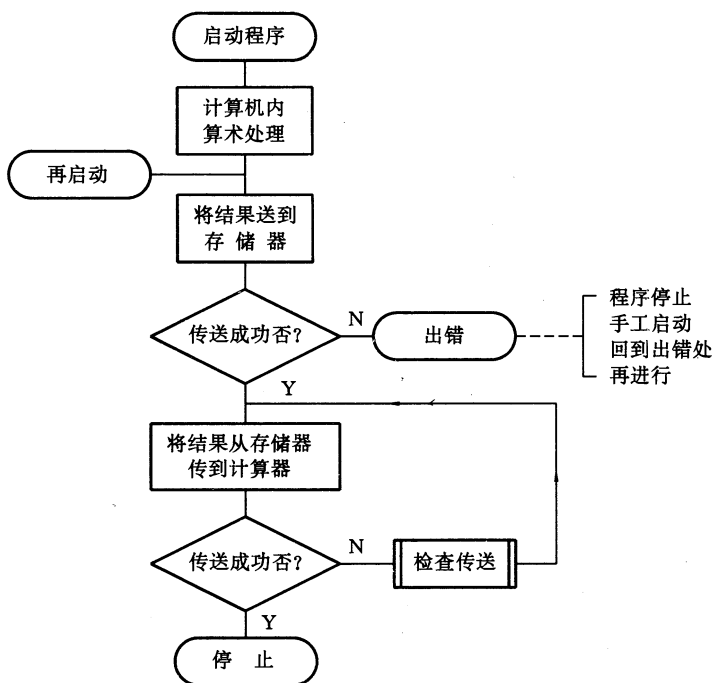 启动程序
计算机内
算术处理
再启动
将结果送到
存 储 器
传送成功否?
N
出错
程序停止
手工启动
回到出错处
再进行
Y
将结果从存储器
传到计算器
传送成功否?
N
检查传送
Y
停 止